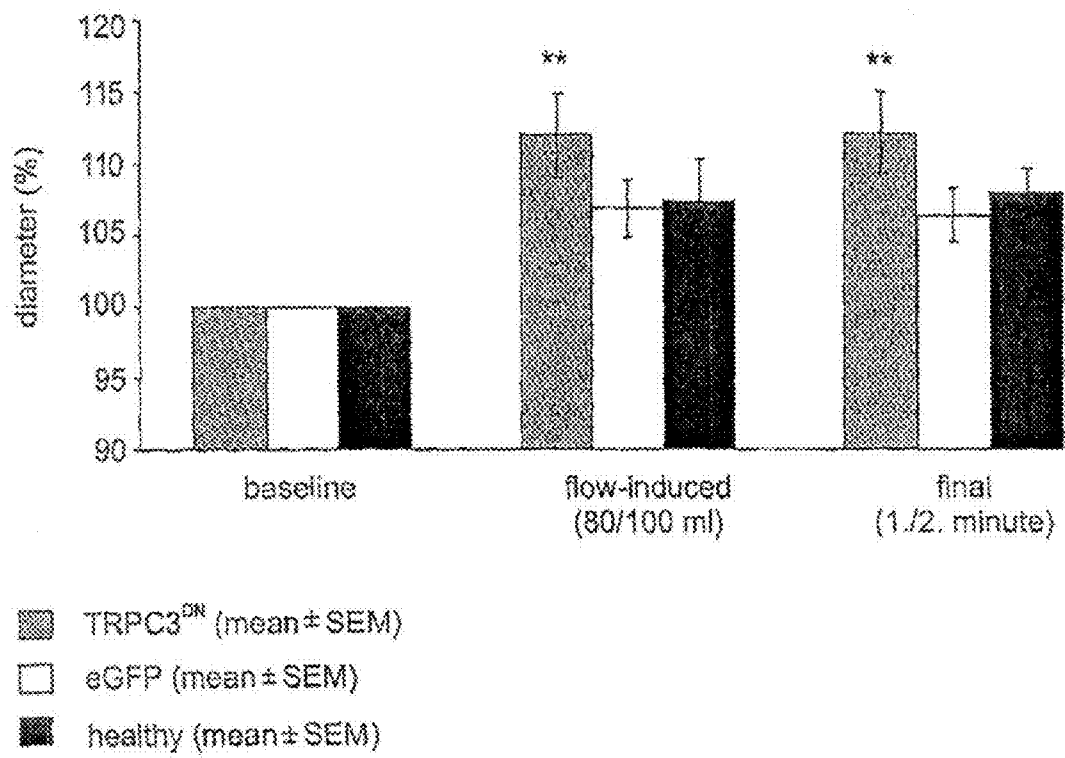 120
115
110
105
100
95
90
diameter (%)
**
**
baseline
flow-induced
(80/100 ml)
final
(1./2. minute)
TRPC3ᴰᴺ (mean ± SEM)
eGFP (mean ± SEM)
healthy (mean ± SEM)